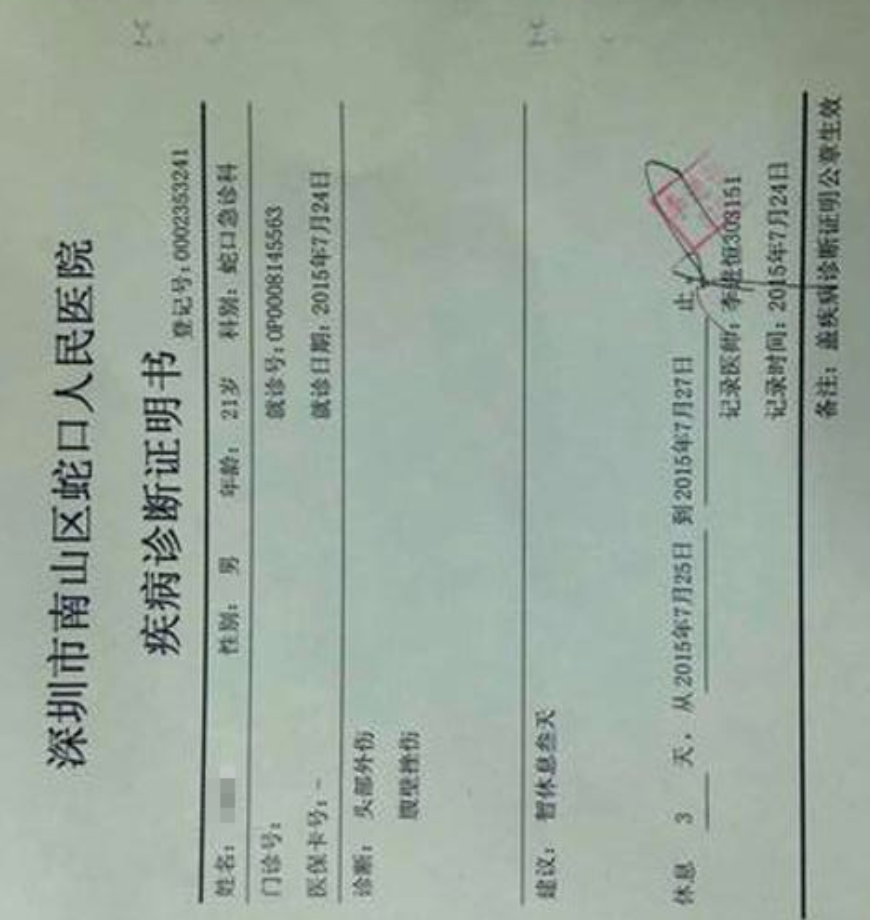 深圳市南山区蛇口人民医院
疾病诊断证明书
登记号:0002353241
姓名: 性别: 男 年龄: 21岁 科别: 蛇口急诊科
门诊号: 就诊号:OP0008145563
医保卡号:- 就诊日期: 2015年7月24日
诊断: 头部外伤
腹壁挫伤
建议: 暂休息叁天
休息 3 天, 从 2015年7月25日 到 2015年7月27日 止
记录医师: 李进恒303151
记录时间: 2015年7月24日
备注: 盖疾病诊断证明公章生效